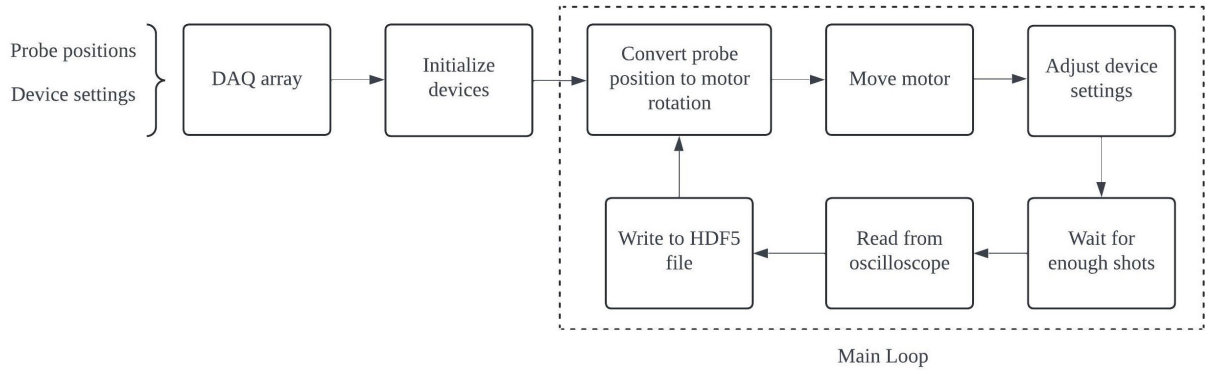 Probe positions
Device settings
DAQ array
Initialize
devices
Convert probe
position to motor
rotation
Move motor
Adjust device
settings
Write to HDF5
file
Read from
oscilloscope
Wait for
enough shots
Main Loop